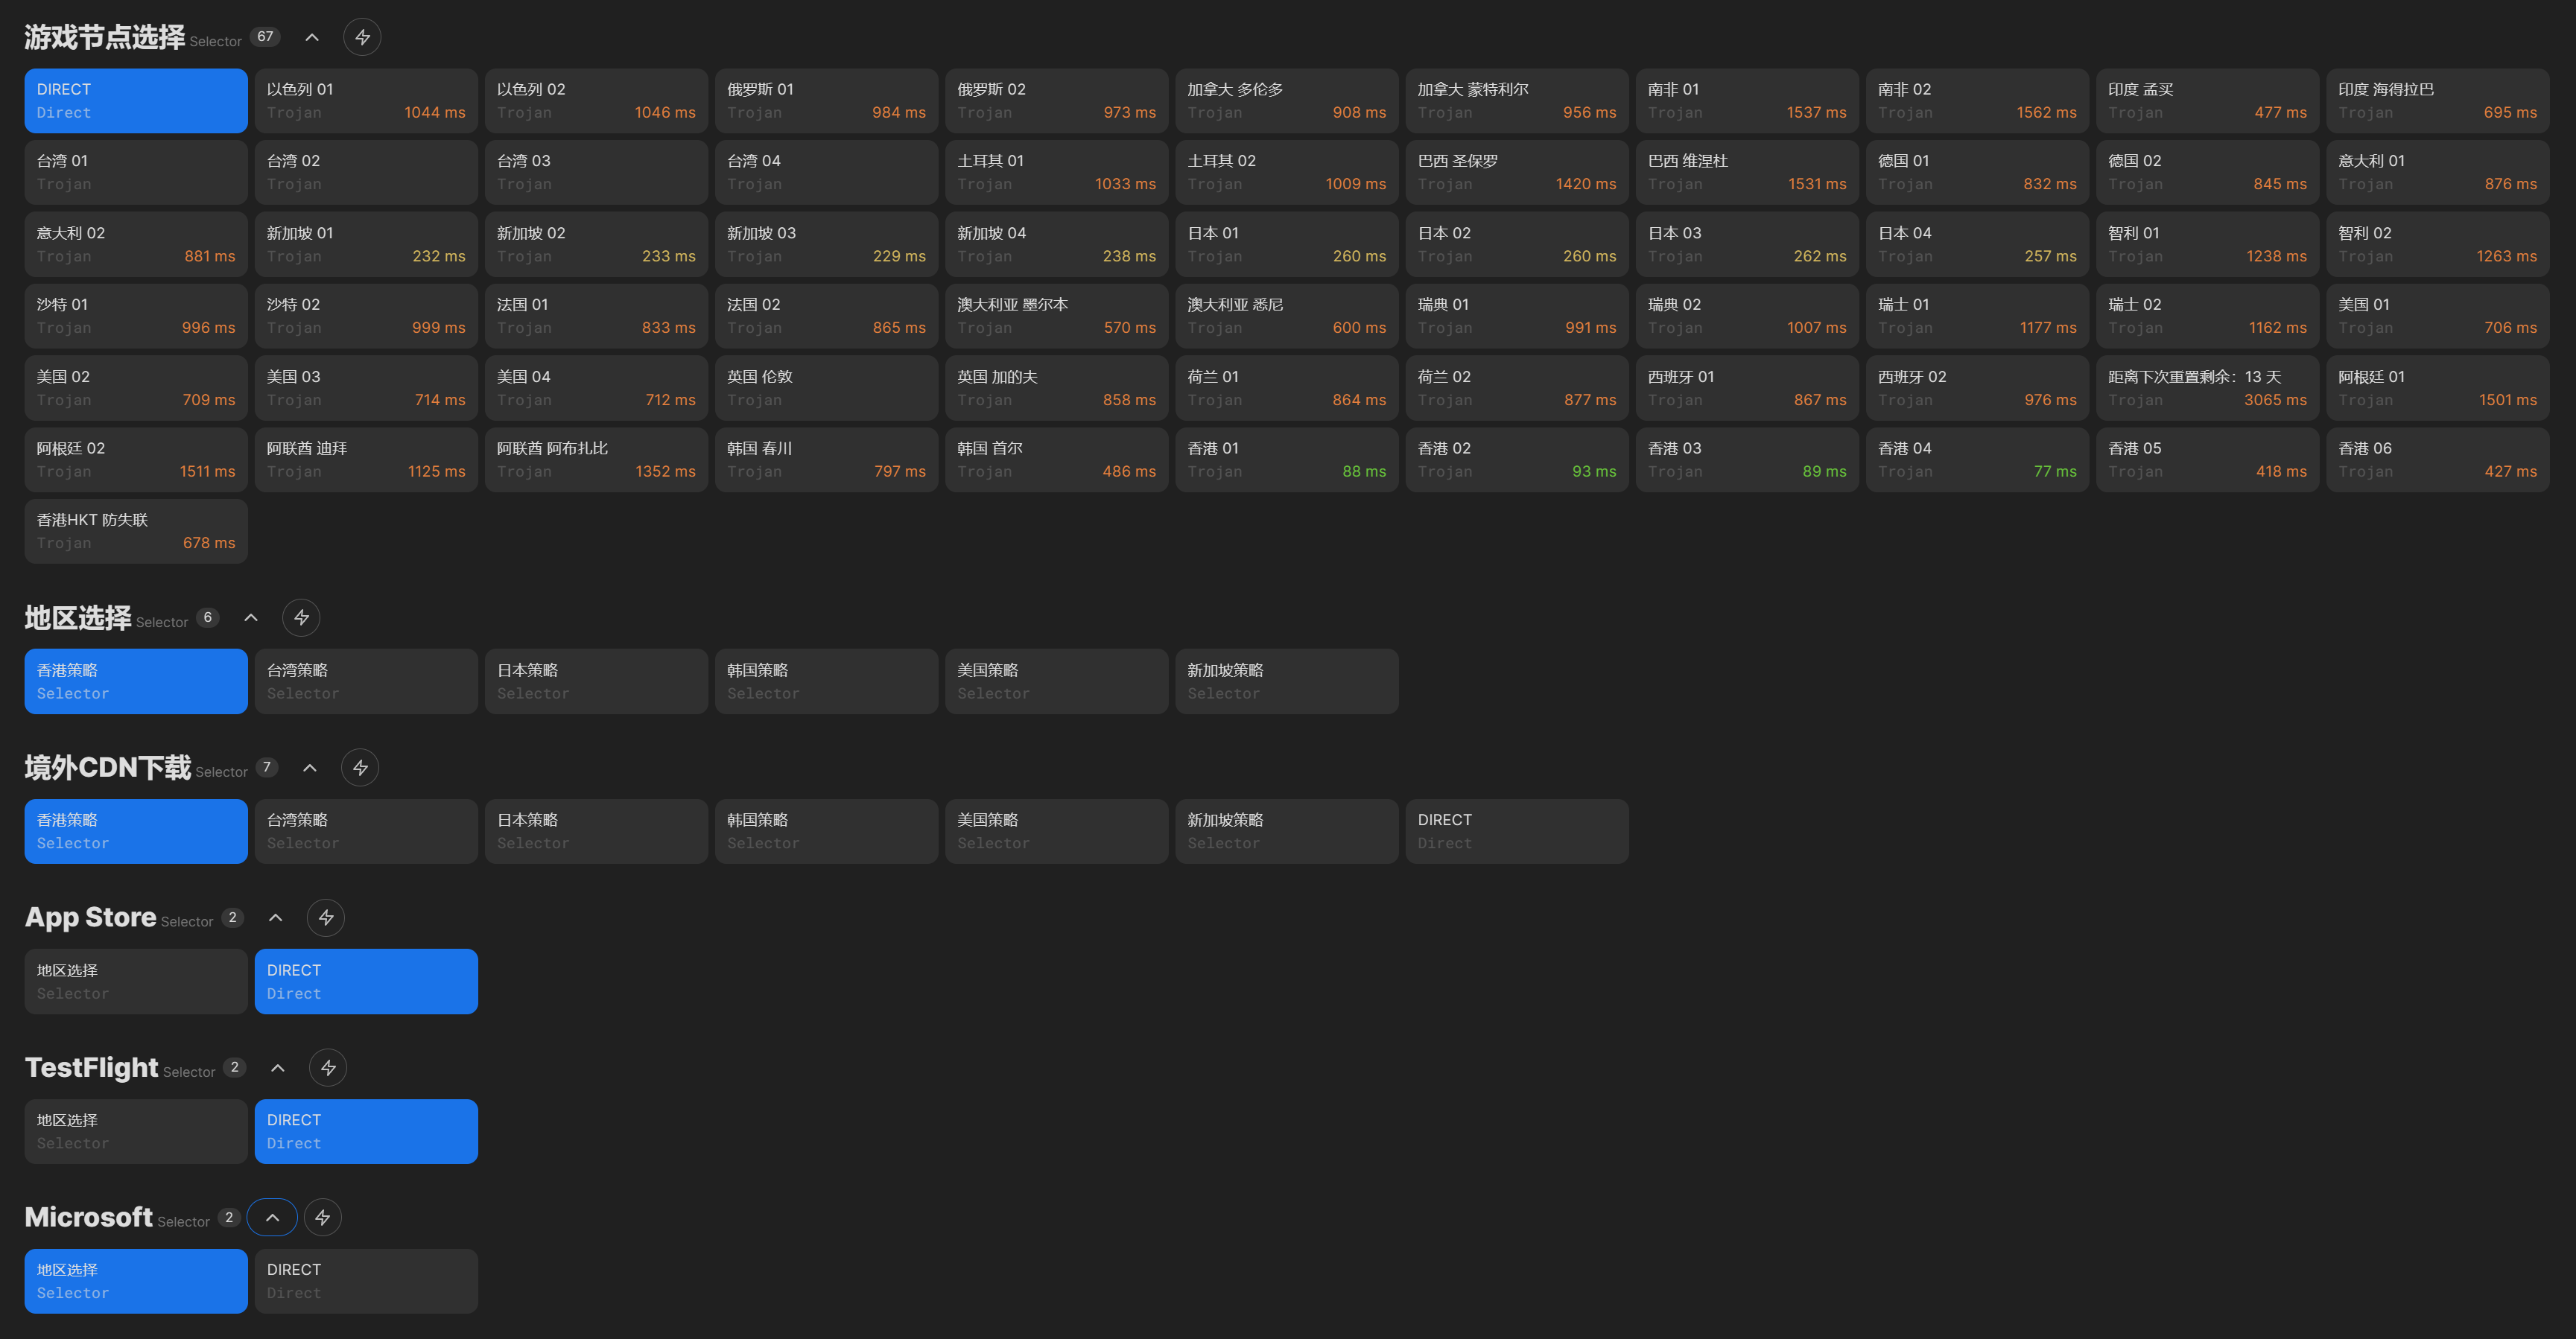 游戏节点选择 Selector 67
DIRECT
Direct
以色列 01
Trojan 1044 ms
以色列 02
Trojan 1046 ms
俄罗斯 01
Trojan 984 ms
俄罗斯 02
Trojan 973 ms
加拿大 多伦多
Trojan 908 ms
加拿大 蒙特利尔
Trojan 956 ms
南非 01
Trojan 1537 ms
南非 02
Trojan 1562 ms
印度 孟买
Trojan 477 ms
印度 海得拉巴
Trojan 695 ms
台湾 01
Trojan
台湾 02
Trojan
台湾 03
Trojan
台湾 04
Trojan
土耳其 01
Trojan 1033 ms
土耳其 02
Trojan 1009 ms
巴西 圣保罗
Trojan 1420 ms
巴西 维涅杜
Trojan 1531 ms
德国 01
Trojan 832 ms
德国 02
Trojan 845 ms
意大利 01
Trojan 876 ms
意大利 02
Trojan 881 ms
新加坡 01
Trojan 232 ms
新加坡 02
Trojan 233 ms
新加坡 03
Trojan 229 ms
新加坡 04
Trojan 238 ms
日本 01
Trojan 260 ms
日本 02
Trojan 260 ms
日本 03
Trojan 262 ms
日本 04
Trojan 257 ms
智利 01
Trojan 1238 ms
智利 02
Trojan 1263 ms
沙特 01
Trojan 996 ms
沙特 02
Trojan 999 ms
法国 01
Trojan 833 ms
法国 02
Trojan 865 ms
澳大利亚 墨尔本
Trojan 570 ms
澳大利亚 悉尼
Trojan 600 ms
瑞典 01
Trojan 991 ms
瑞典 02
Trojan 1007 ms
瑞士 01
Trojan 1177 ms
瑞士 02
Trojan 1162 ms
美国 01
Trojan 706 ms
美国 02
Trojan 709 ms
美国 03
Trojan 714 ms
美国 04
Trojan 712 ms
英国 伦敦
Trojan
英国 加的夫
Trojan 858 ms
荷兰 01
Trojan 864 ms
荷兰 02
Trojan 877 ms
西班牙 01
Trojan 867 ms
西班牙 02
Trojan 976 ms
距离下次重置剩余：13 天
Trojan 3065 ms
阿根廷 01
Trojan 1501 ms
阿根廷 02
Trojan 1511 ms
阿联酋 迪拜
Trojan 1125 ms
阿联酋 阿布扎比
Trojan 1352 ms
韩国 春川
Trojan 797 ms
韩国 首尔
Trojan 486 ms
香港 01
Trojan 88 ms
香港 02
Trojan 93 ms
香港 03
Trojan 89 ms
香港 04
Trojan 77 ms
香港 05
Trojan 418 ms
香港 06
Trojan 427 ms
香港HKT 防失联
Trojan 678 ms
地区选择 Selector 6
香港策略
Selector
台湾策略
Selector
日本策略
Selector
韩国策略
Selector
美国策略
Selector
新加坡策略
Selector
境外CDN下载 Selector 7
香港策略
Selector
台湾策略
Selector
日本策略
Selector
韩国策略
Selector
美国策略
Selector
新加坡策略
Selector
DIRECT
Direct
App Store Selector 2
地区选择
Selector
DIRECT
Direct
TestFlight Selector 2
地区选择
Selector
DIRECT
Direct
Microsoft Selector 2
地区选择
Selector
DIRECT
Direct